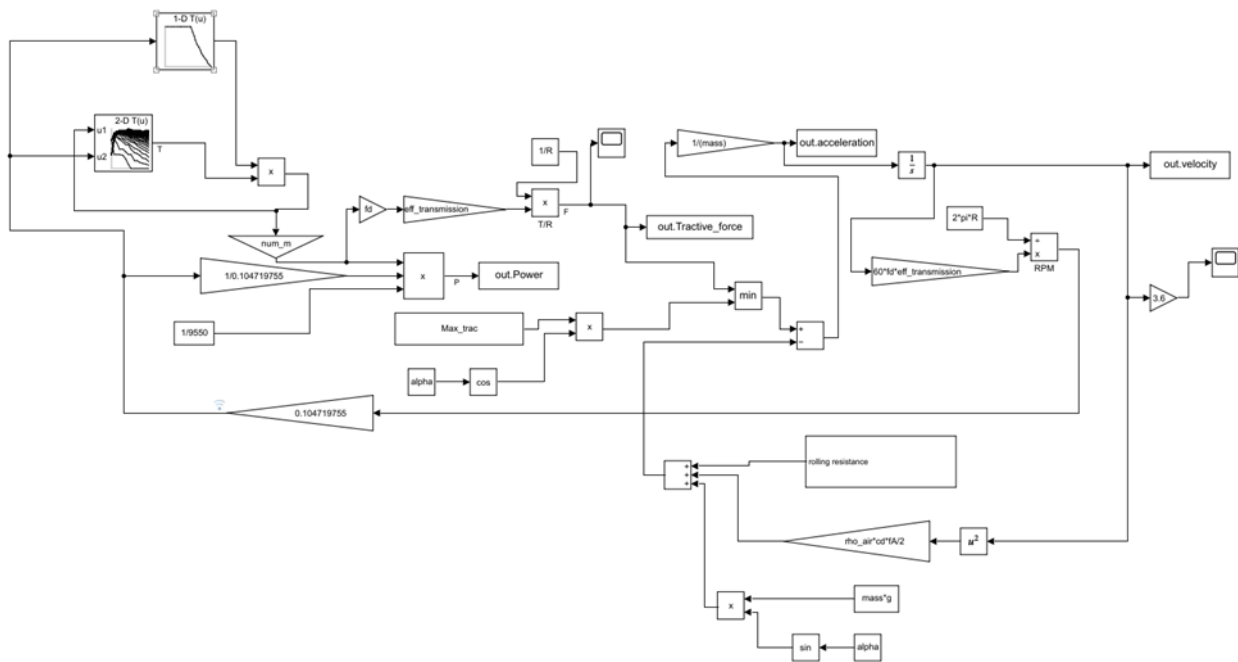 1-D T(u)
2-D T(u)
u1
u2
T
x
num_m
1/0.104719755
1/9550
x
P
out.Power
fd
eff_transmission
1/R
x
T/R
F
out.Tractive_force
Max_trac
x
alpha
cos
min
+
−
1/(mass)
out.acceleration
1
s
out.velocity
2*pi*R
60*fd*eff_transmission
÷
x
RPM
3.6
0.104719755
+
+
+
rolling resistance
rho_air*cd*fA/2
u²
x
mass*g
sin
alpha